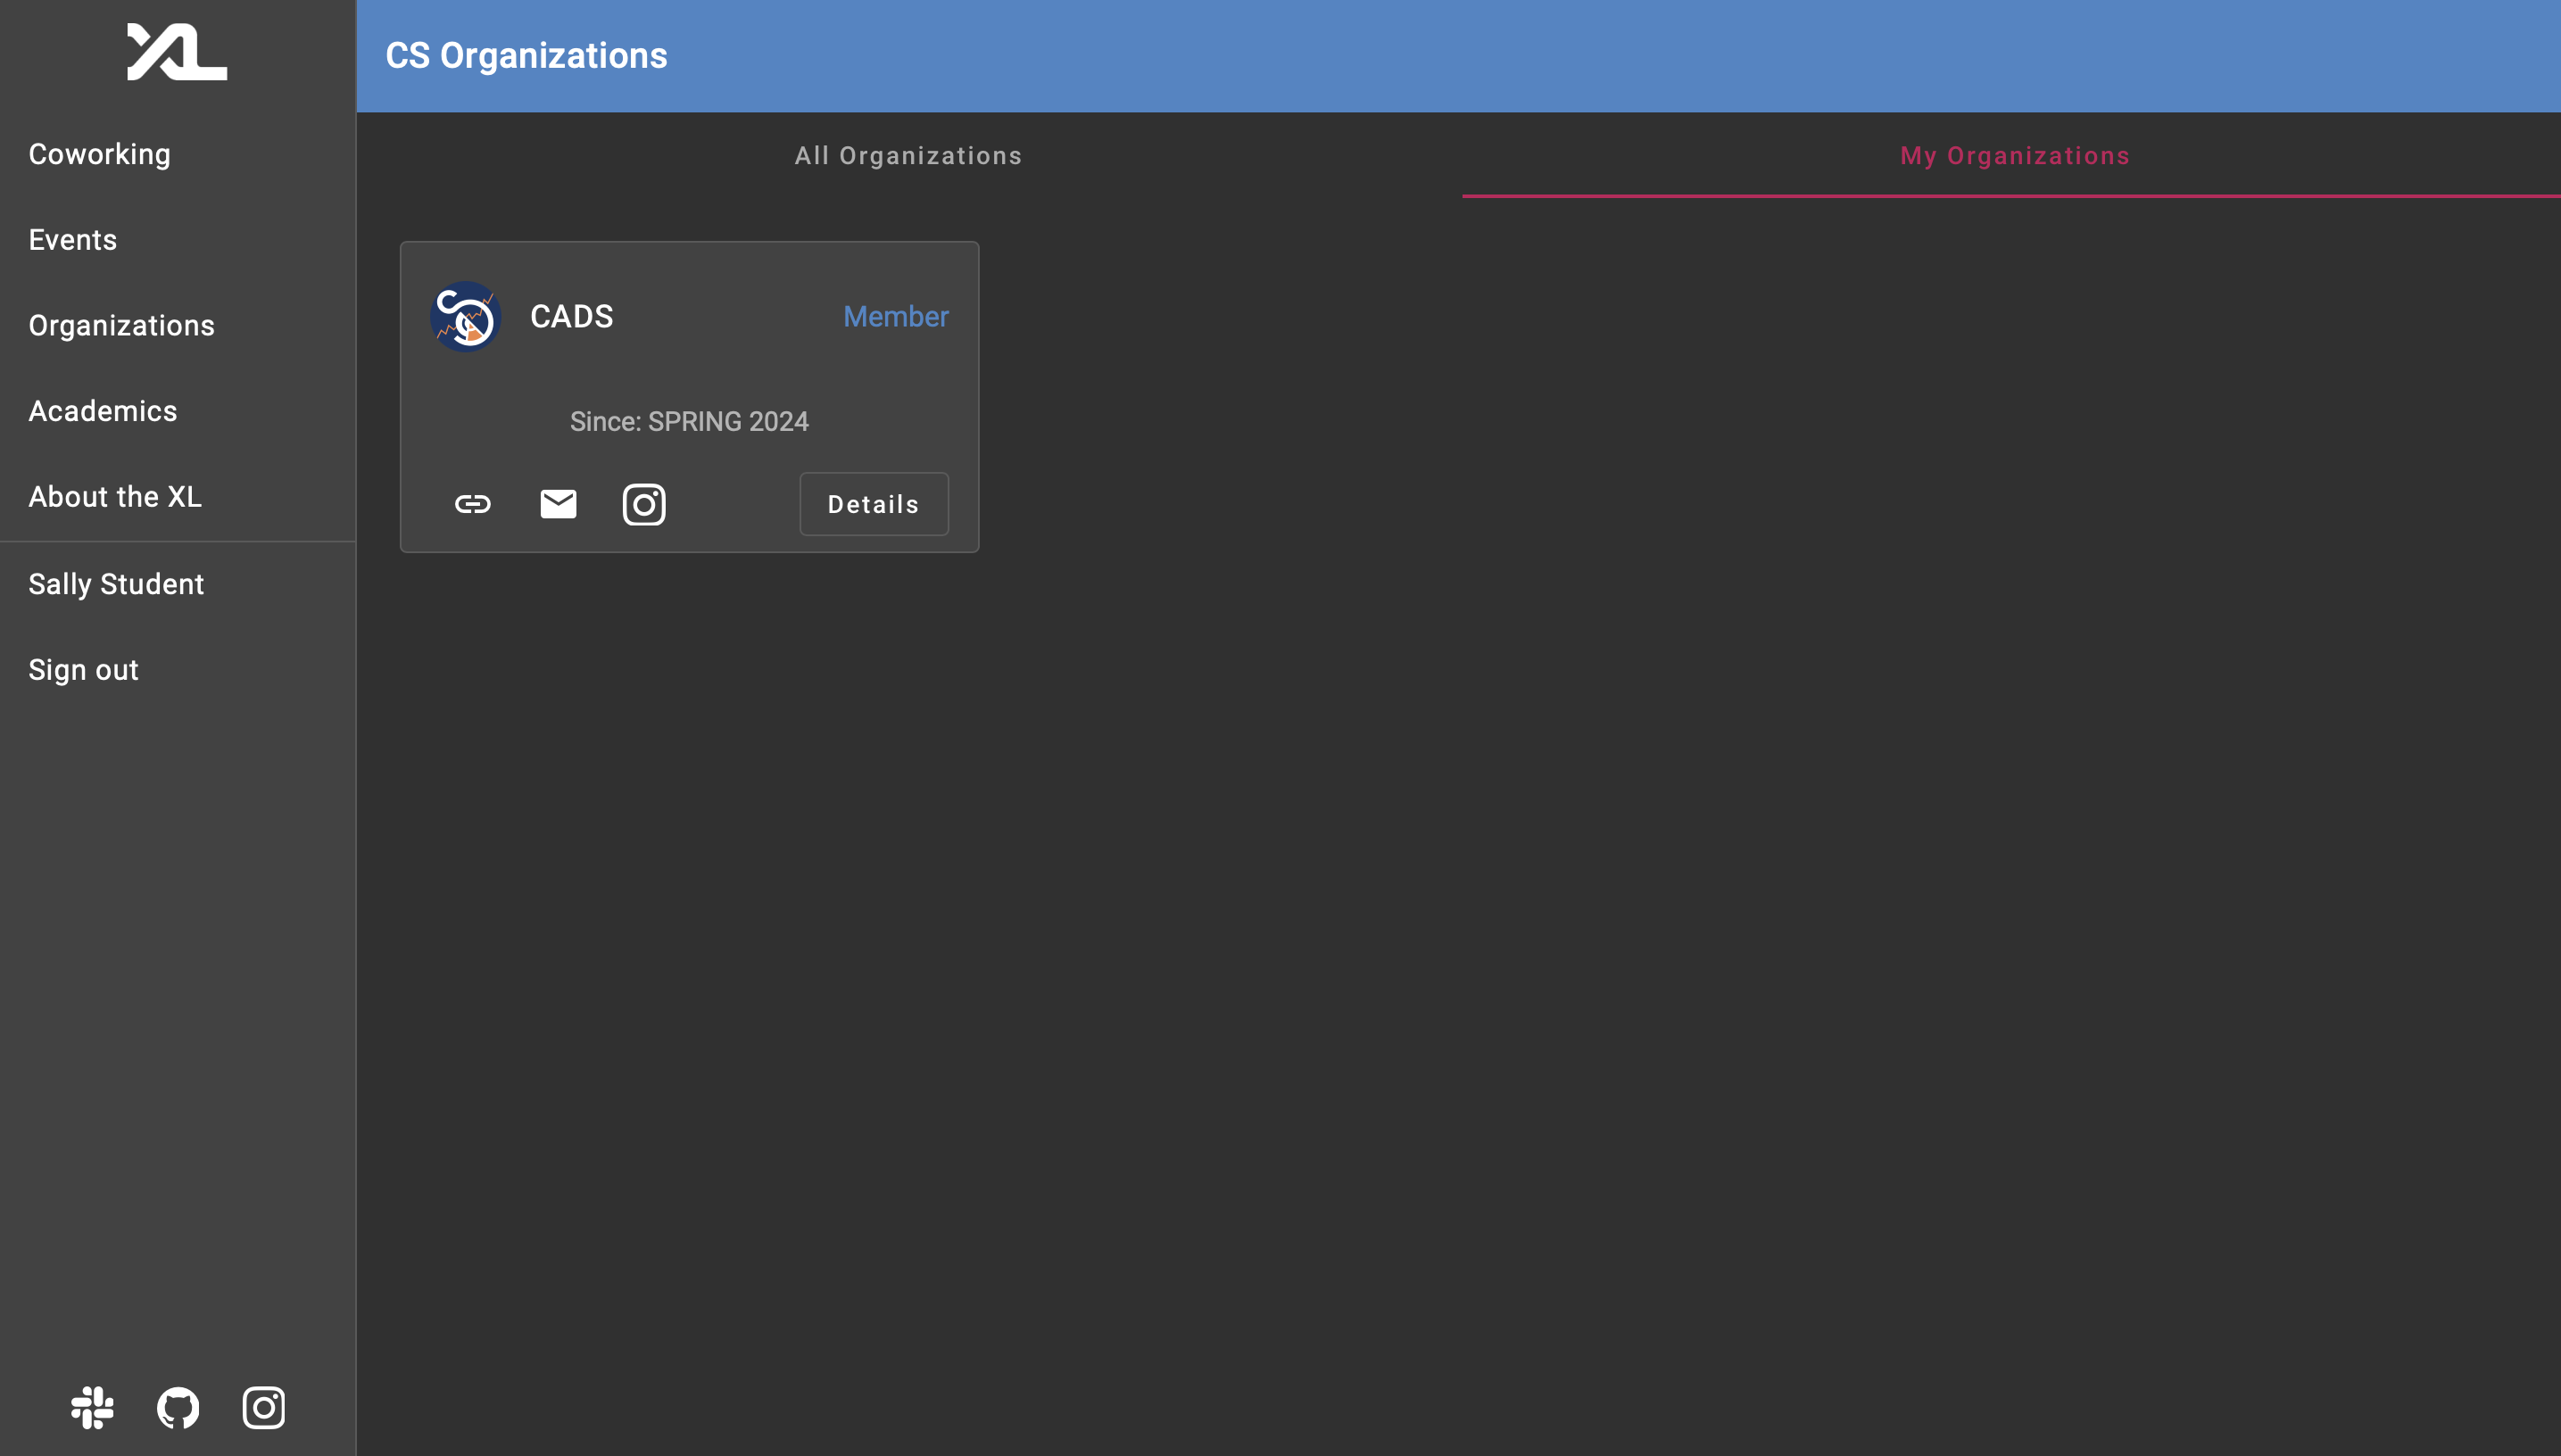 XL
Coworking
Events
Organizations
Academics
About the XL
Sally Student
Sign out
CS Organizations
All Organizations
My Organizations
CADS
Member
Since: SPRING 2024
Details